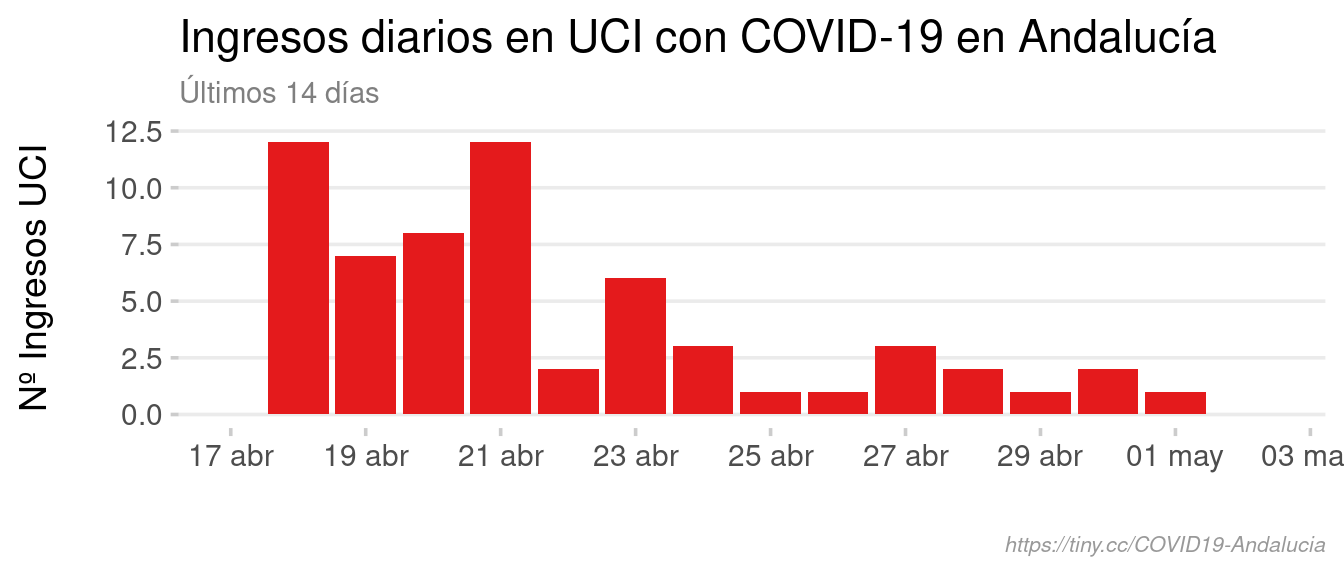 Ingresos diarios en UCI con COVID-19 en Andalucía
Últimos 14 días
Nº Ingresos UCI
12.5
10.0
7.5
5.0
2.5
0.0
17 abr 19 abr 21 abr 23 abr 25 abr 27 abr 29 abr 01 may 03 ma
https://tiny.cc/COVID19-Andalucia